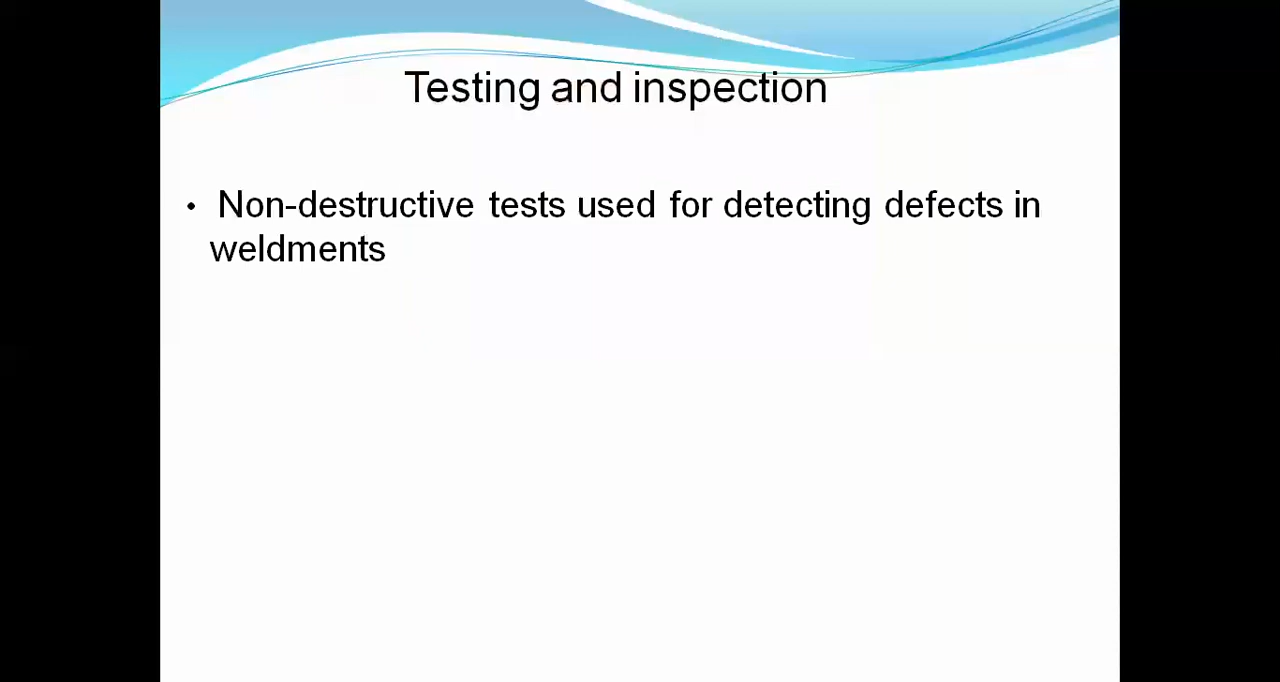 Testing and inspection
• Non-destructive tests used for detecting defects in
weldments